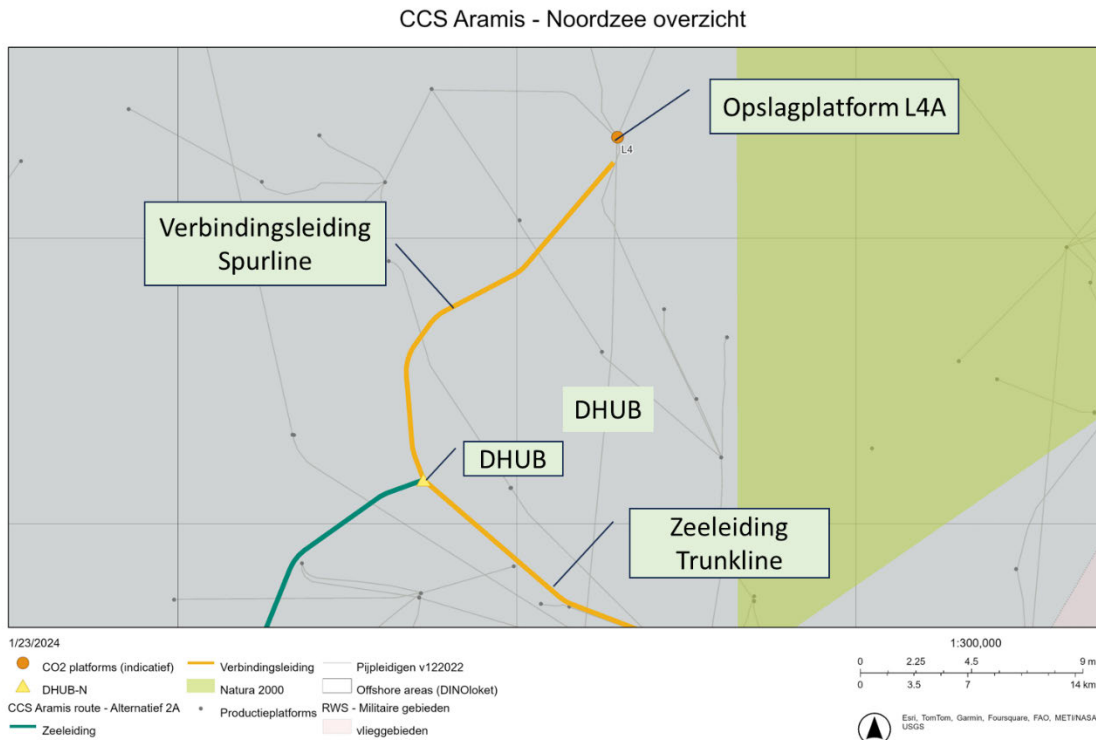 CCS Aramis - Noordzee overzicht
Opslagplatform L4A
L4
Verbindingsleiding
Spurline
DHUB
DHUB
Zeeleiding
Trunkline
1/23/2024
1:300,000
CO2 platforms (indicatief)
DHUB-N
CCS Aramis route - Alternatief 2A
Zeeleiding
Verbindingsleiding
Natura 2000
Productieplatforms
Pijpleidigen v122022
Offshore areas (DINOloket)
RWS - Militaire gebieden
vlieggebieden
0 2.25 4.5 9 m
0 3.5 7 14 km
Esri, TomTom, Garmin, Foursquare, FAO, METI/NASA
USGS